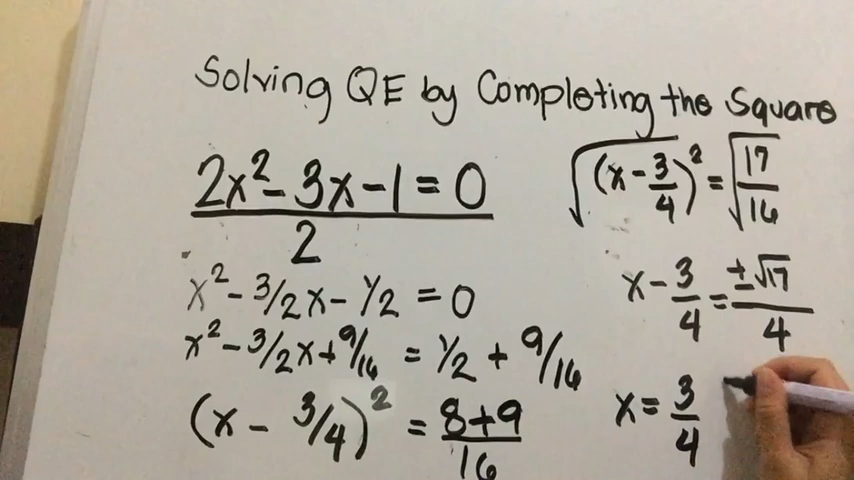 Solving QE by Completing the Square
2x² - 3x - 1 = 0
2
x² - 3/2x - 1/2 = 0
x² - 3/2x + 9/16 = 1/2 + 9/16
(x - 3/4)² = 8+9/16
√(x - 3/4)² = √17/16
x - 3/4 = ±√17/4
x = 3/4